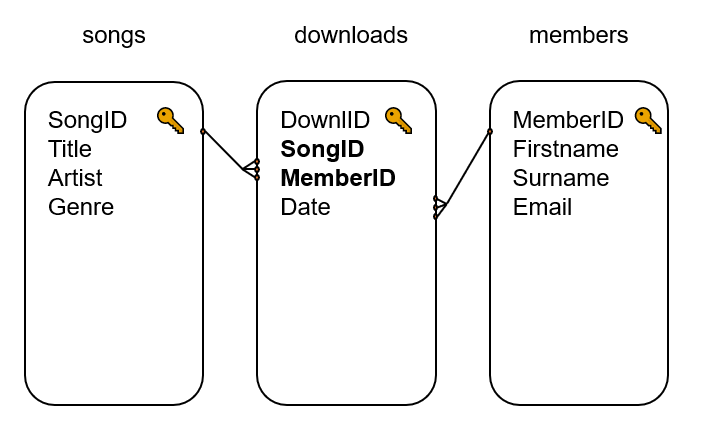 songs
SongID
Title
Artist
Genre
downloads
DownlID
SongID
MemberID
Date
members
MemberID
Firstname
Surname
Email